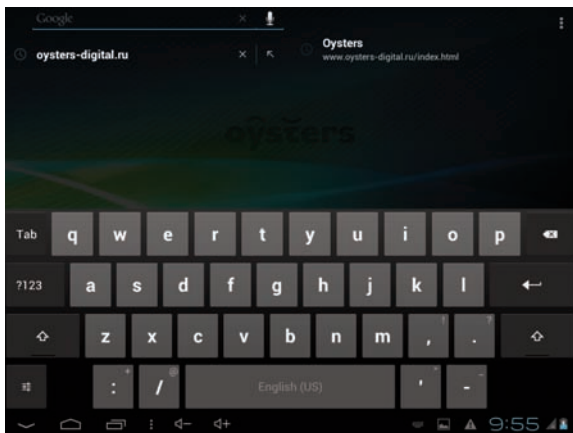 Google
oysters-digital.ru
Oysters
www.oysters-digital.ru/index.html
oysters
Tab q w e r t y u i o p
?123 a s d f g h j k l
z x c v b n m , ! . ?
: + / @ English (US) ' " - _
9:55